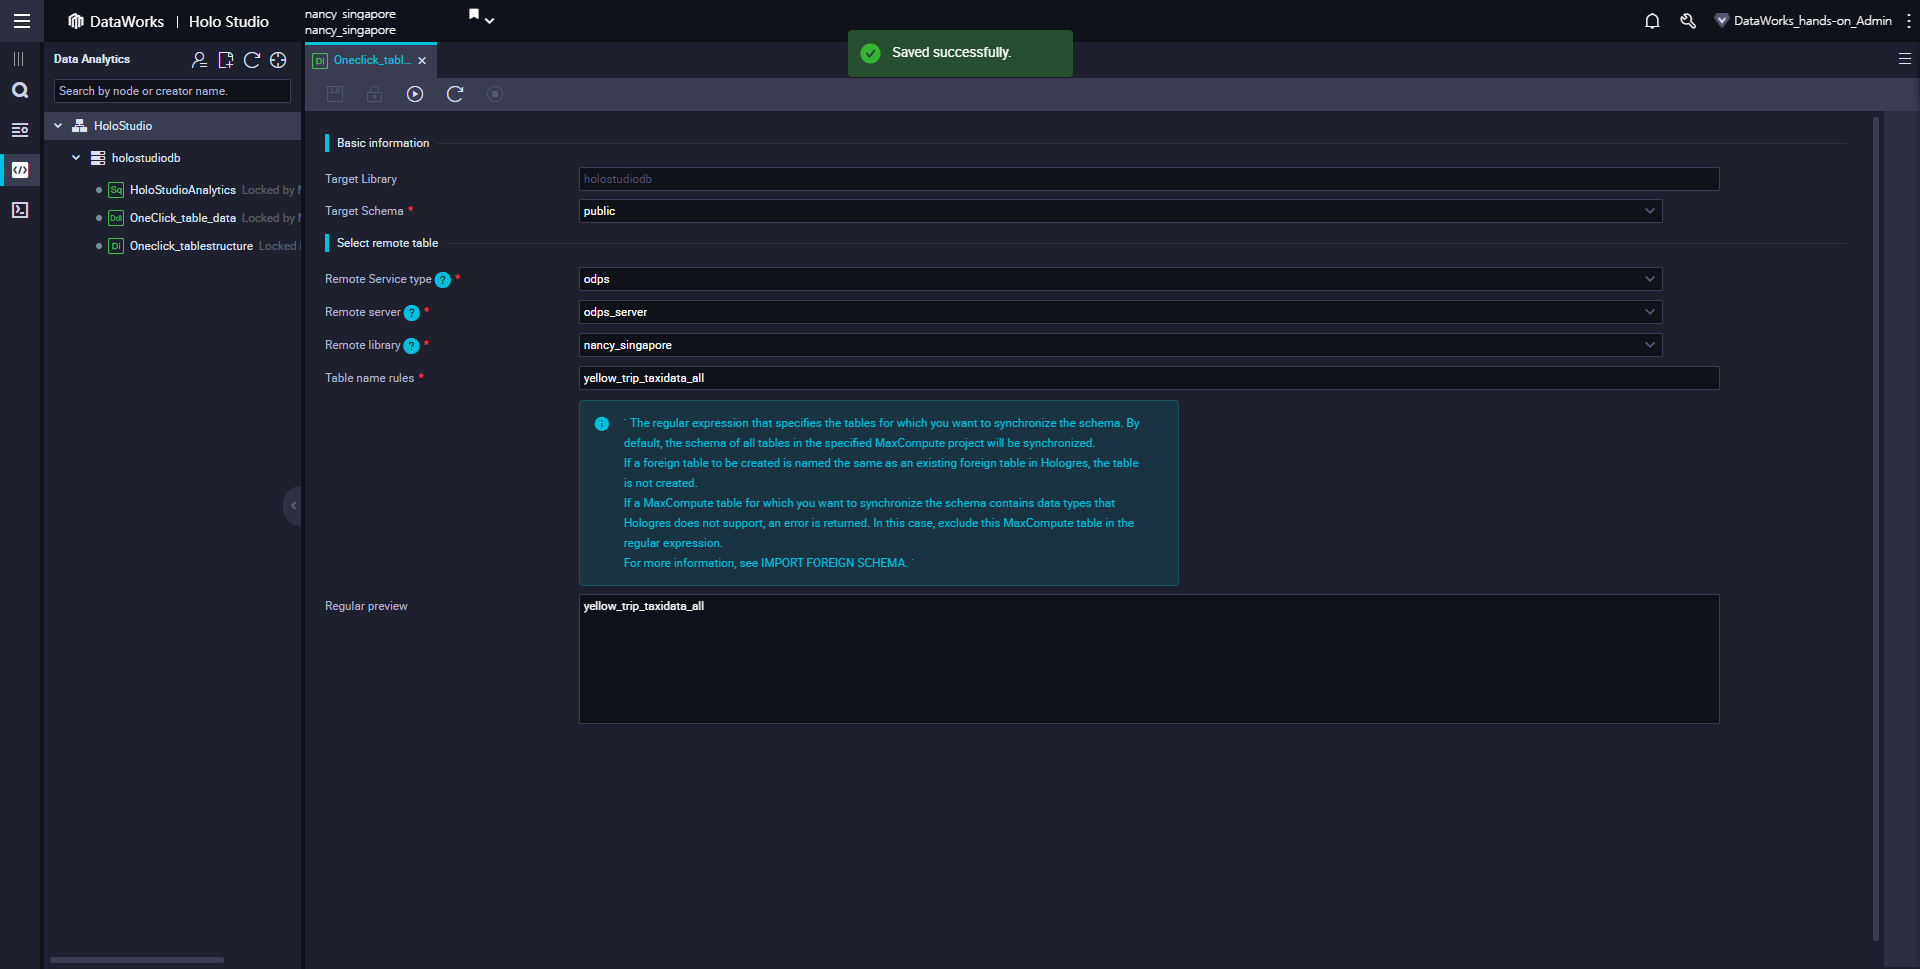 DataWorks | Holo Studio
nancy_singapore
nancy_singapore
DataWorks_hands-on_Admin
Saved successfully.
Data Analytics
Search by node or creator name.
HoloStudio
holostudiodb
Sq HoloStudioAnalytics Locked by M
Ddl OneClick_table_data Locked by M
Di Oneclick_tablestructure Locked
Di Oneclick_tabl...
Basic information
Target Library holostudiodb
Target Schema * public
Select remote table
Remote Service type ? * odps
Remote server ? * odps_server
Remote library ? * nancy_singapore
Table name rules * yellow_trip_taxidata_all
` The regular expression that specifies the tables for which you want to synchronize the schema. By
default, the schema of all tables in the specified MaxCompute project will be synchronized.
If a foreign table to be created is named the same as an existing foreign table in Hologres, the table
is not created.
If a MaxCompute table for which you want to synchronize the schema contains data types that
Hologres does not support, an error is returned. In this case, exclude this MaxCompute table in the
regular expression.
For more information, see IMPORT FOREIGN SCHEMA. `
Regular preview yellow_trip_taxidata_all